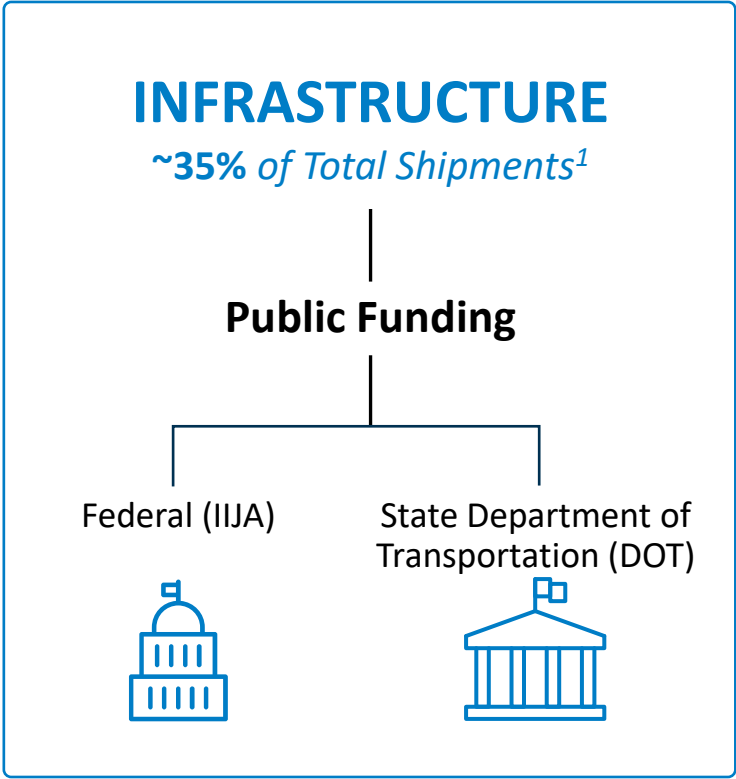 INFRASTRUCTURE
~35% of Total Shipments1
Public Funding
Federal (IIJA)
State Department of
Transportation (DOT)